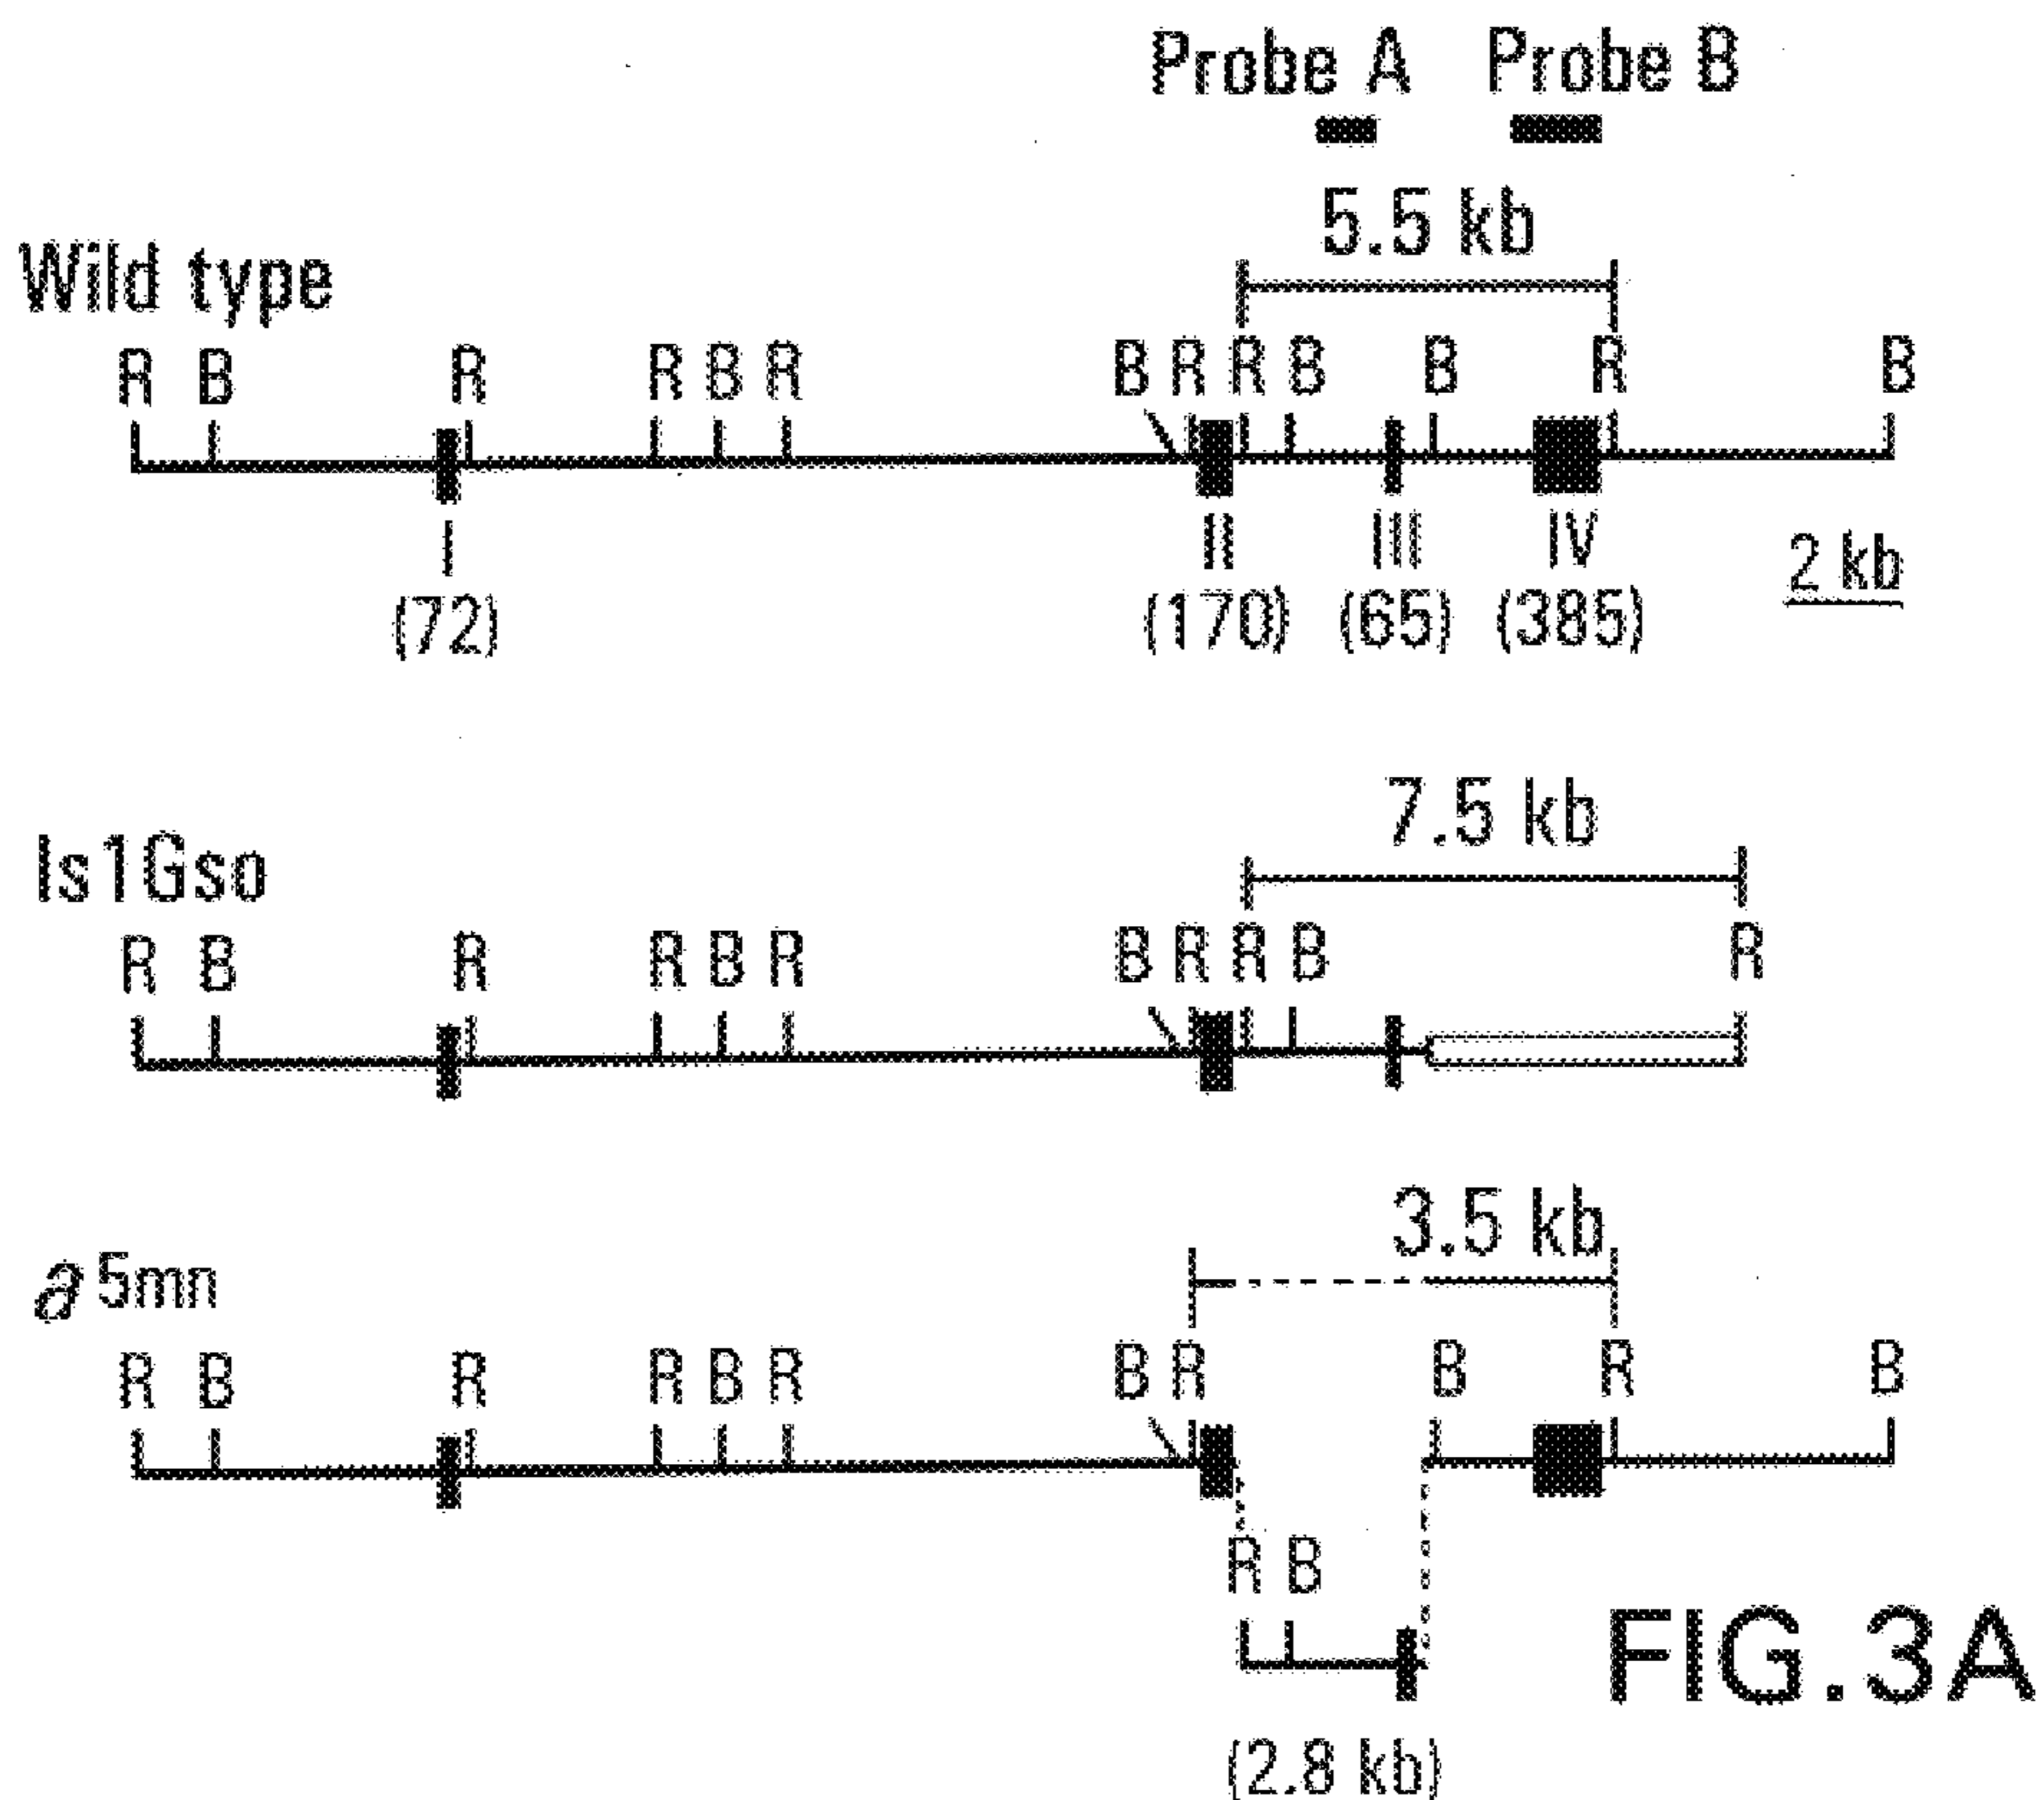 Probe A Probe B
5.5 kb
Wild type
R B R R B R B R R B B R B
I II III IV
2 kb
(72) (170) (65) (385)
7.5 kb
Is1Gso
R B R R B R B R R B R
3.5 kb
∂5mn
R B R R B R B R B R B
R B
FIG.3A
(2.8 kb)